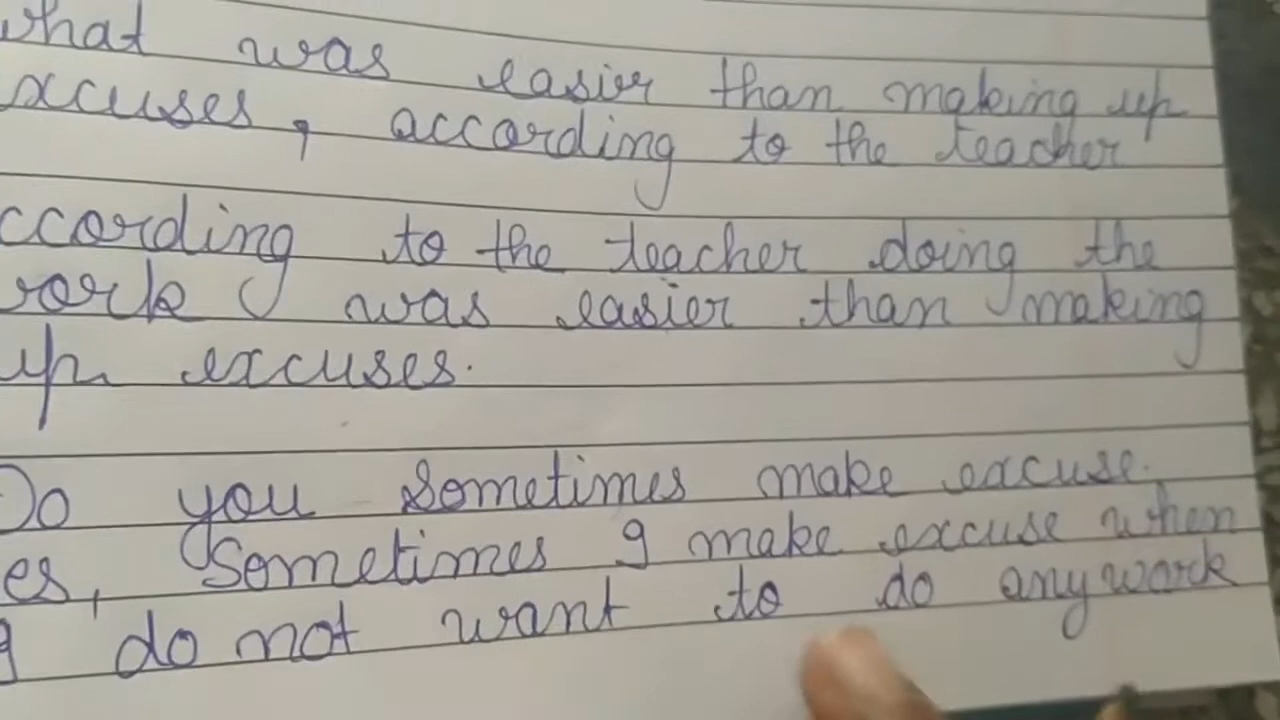 what was easier than making up
xcuses, according to the teacher
ccording to the teacher doing the
work was easier than making
up excuses.
Do you sometimes make excuse.
es, Sometimes I make excuse when
I do not want to do any work